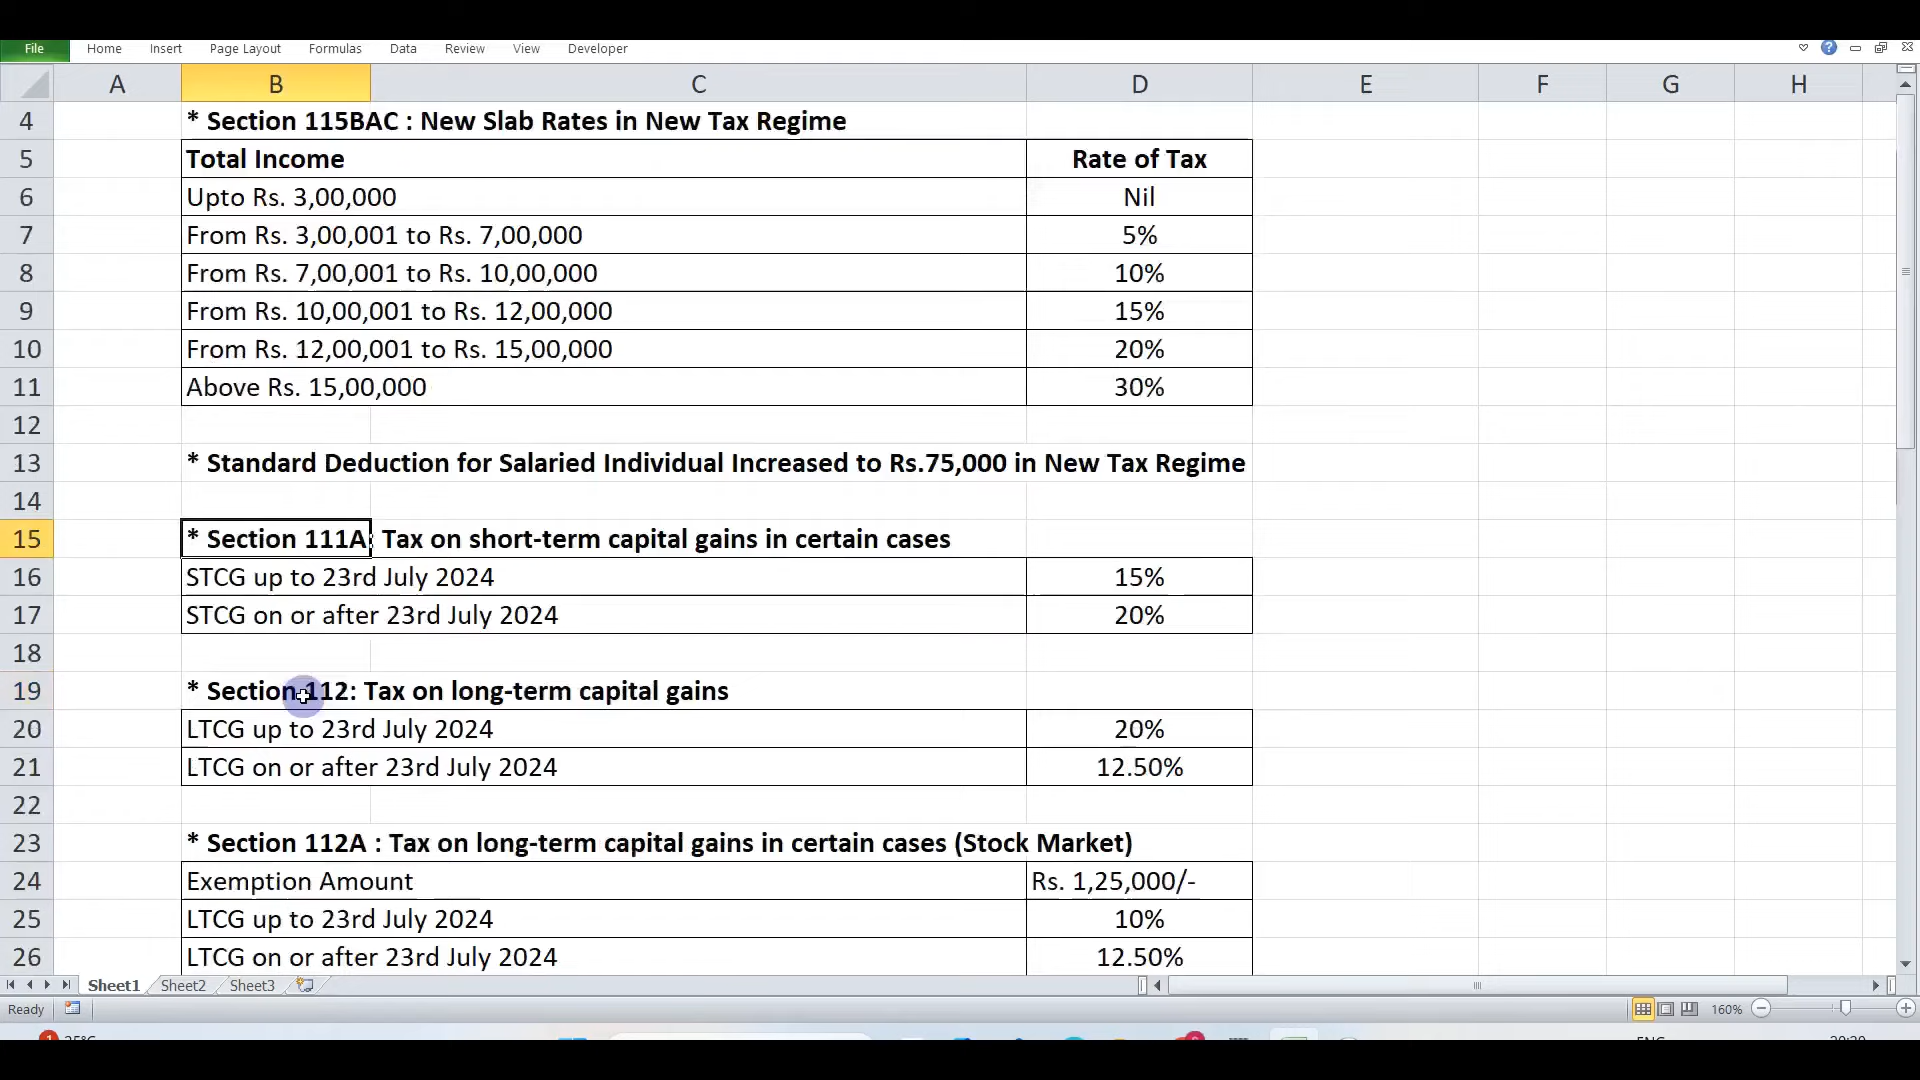 File Home Insert Page Layout Formulas Data Review View Developer
A B C D E F G H
4 * Section 115BAC : New Slab Rates in New Tax Regime
5 Total Income Rate of Tax
6 Upto Rs. 3,00,000 Nil
7 From Rs. 3,00,001 to Rs. 7,00,000 5%
8 From Rs. 7,00,001 to Rs. 10,00,000 10%
9 From Rs. 10,00,001 to Rs. 12,00,000 15%
10 From Rs. 12,00,001 to Rs. 15,00,000 20%
11 Above Rs. 15,00,000 30%
12
13 * Standard Deduction for Salaried Individual Increased to Rs.75,000 in New Tax Regime
14
15 * Section 111A: Tax on short-term capital gains in certain cases
16 STCG up to 23rd July 2024 15%
17 STCG on or after 23rd July 2024 20%
18
19 * Section 112: Tax on long-term capital gains
20 LTCG up to 23rd July 2024 20%
21 LTCG on or after 23rd July 2024 12.50%
22
23 * Section 112A : Tax on long-term capital gains in certain cases (Stock Market)
24 Exemption Amount Rs. 1,25,000/-
25 LTCG up to 23rd July 2024 10%
26 LTCG on or after 23rd July 2024 12.50%
Sheet1 Sheet2 Sheet3
Ready 160%